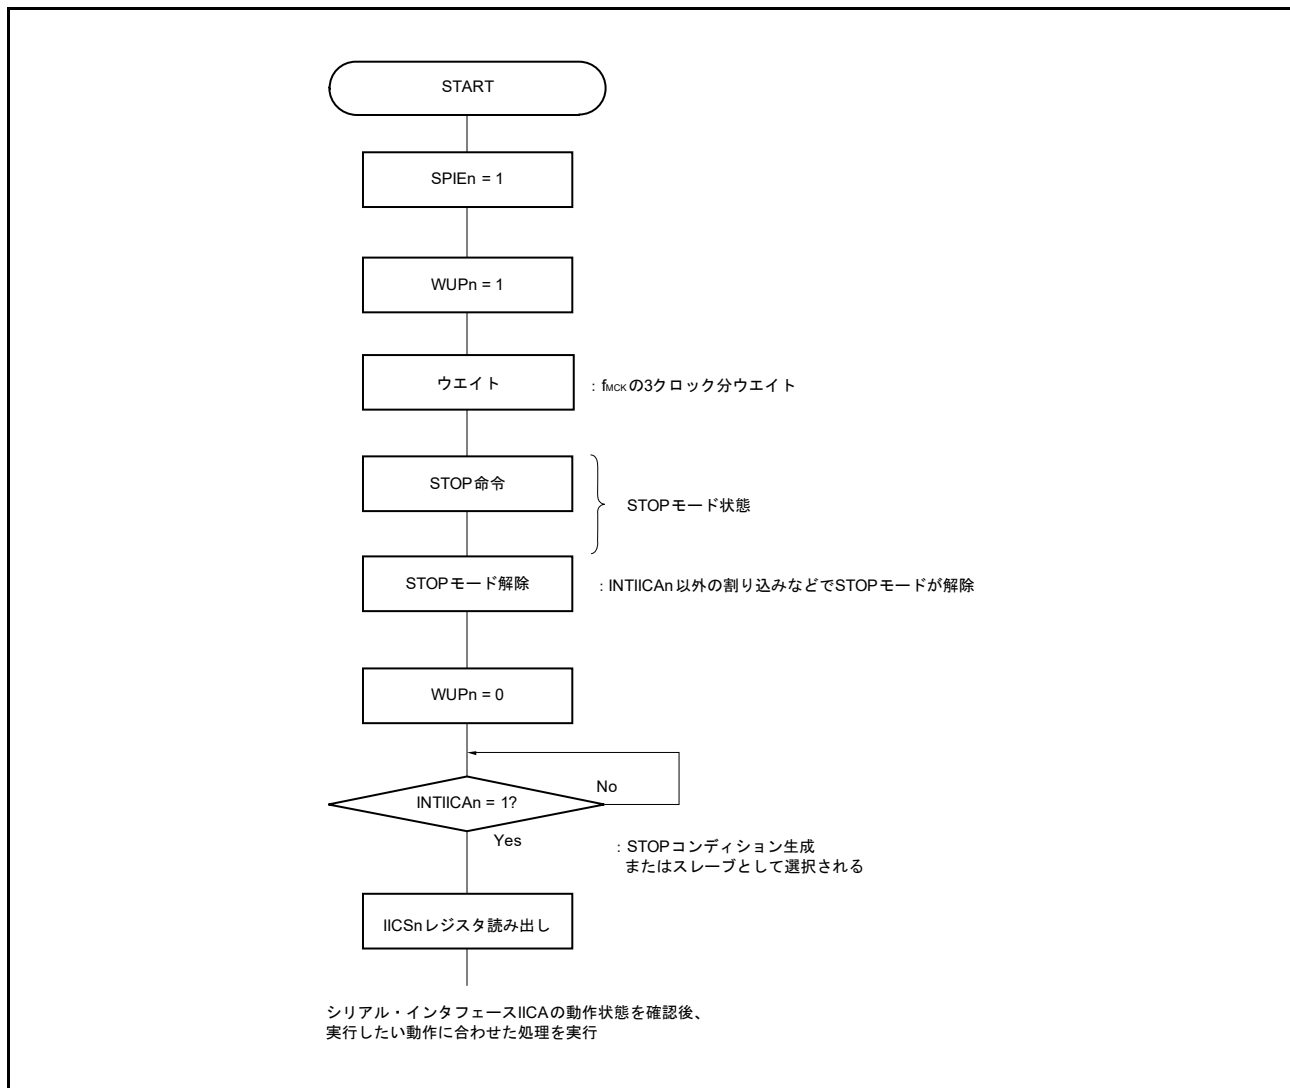 START
SPIEn = 1
WUPn = 1
ウエイト
: fMCKの3クロック分ウエイト
STOP命令
STOPモード状態
STOPモード解除
: INTIICAn以外の割り込みなどでSTOPモードが解除
WUPn = 0
No
INTIICAn = 1?
Yes
: STOPコンディション生成
またはスレーブとして選択される
IICSnレジスタ読み出し
シリアル・インタフェースIICAの動作状態を確認後、
実行したい動作に合わせた処理を実行